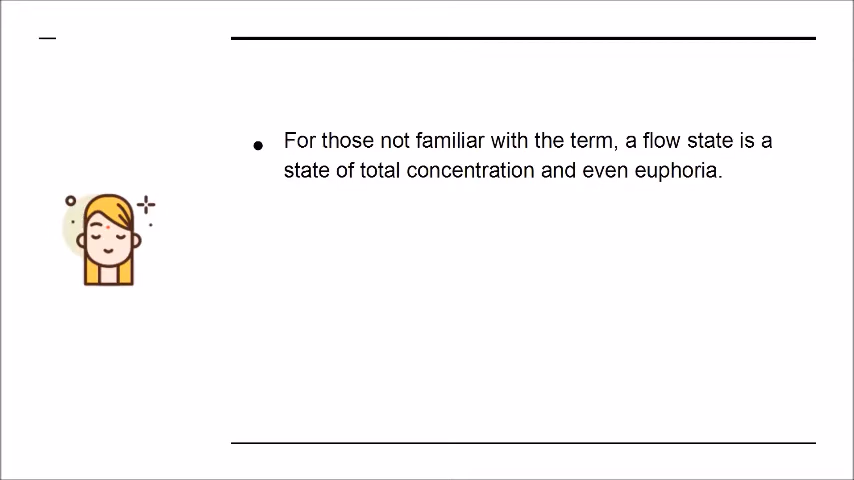 For those not familiar with the term, a flow state is a
state of total concentration and even euphoria.